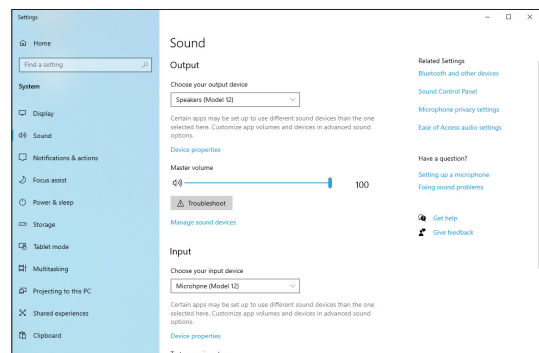 Settings
Home
Find a setting
System
Display
Sound
Notifications & actions
Focus assist
Power & sleep
Storage
Tablet mode
Multitasking
Projecting to this PC
Shared experiences
Clipboard
Sound
Output
Choose your output device
Speakers (Model 12)
Certain apps may be set up to use different sound devices than the one
selected here. Customize app volumes and devices in advanced sound
options.
Device properties
Master volume
100
Troubleshoot
Manage sound devices
Input
Choose your input device
Microhpne (Model 12)
Certain apps may be set up to use different sound devices than the one
selected here. Customize app volumes and devices in advanced sound
options.
Device properties
Related Settings
Bluetooth and other devices
Sound Control Panel
Microphone privacy settings
Ease of Access audio settings
Have a question?
Setting up a microphone
Fixing sound problems
Get help
Give feedback